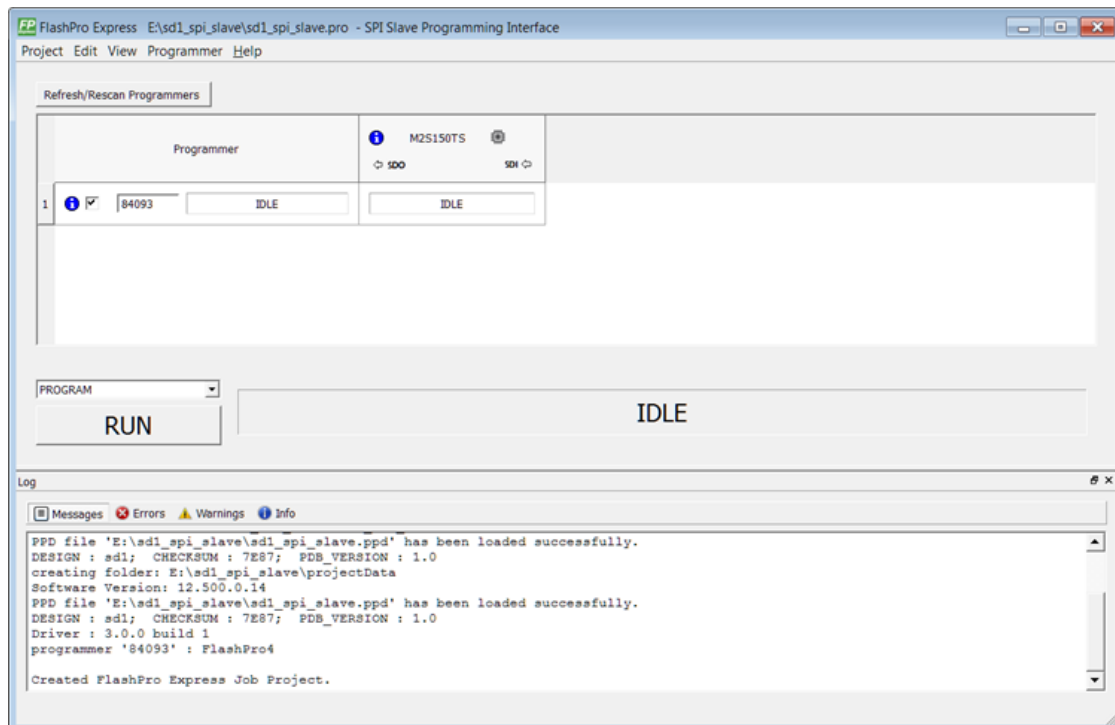 FP FlashPro Express E:\sd1_spi_slave\sd1_spi_slave.pro - SPI Slave Programming Interface
Project Edit View Programmer Help
Refresh/Rescan Programmers
Programmer
M2S150TS
SDO SDI
1 84093 IDLE IDLE
PROGRAM
RUN
IDLE
Log
Messages Errors Warnings Info
PPD file 'E:\sd1_spi_slave\sd1_spi_slave.ppd' has been loaded successfully.
DESIGN : sd1; CHECKSUM : 7E87; PDB_VERSION : 1.0
creating folder: E:\sd1_spi_slave\projectData
Software Version: 12.500.0.14
PPD file 'E:\sd1_spi_slave\sd1_spi_slave.ppd' has been loaded successfully.
DESIGN : sd1; CHECKSUM : 7E87; PDB_VERSION : 1.0
Driver : 3.0.0 build 1
programmer '84093' : FlashPro4
Created FlashPro Express Job Project.